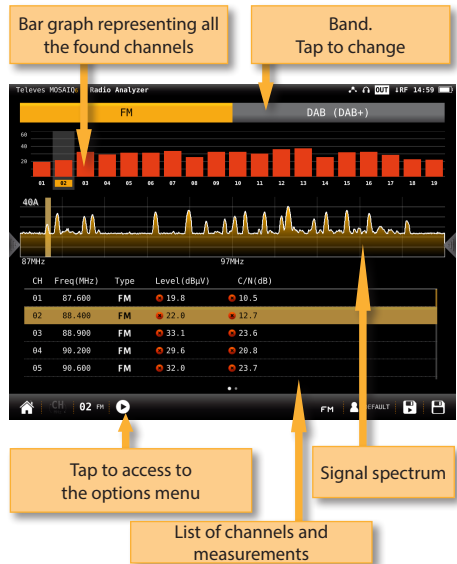 Bar graph representing all
the found channels
Band.
Tap to change
Televes MOSAIQ6 Radio Analyzer
OUT ↓RF 14:59
FM
DAB (DAB+)
60
40
20
01 02 03 04 05 06 07 08 09 10 11 12 13 14 15 16 17 18 19
40A
87MHz 97MHz
CH Freq(MHz) Type Level(dBµV) C/N(dB)
01 87.600 FM 19.8 10.5
02 88.400 FM 22.0 12.7
03 88.900 FM 33.1 23.6
04 90.200 FM 29.6 20.8
05 90.600 FM 32.0 23.7
CH 02 FM FM EFAULT
Tap to access to
the options menu
Signal spectrum
List of channels and
measurements